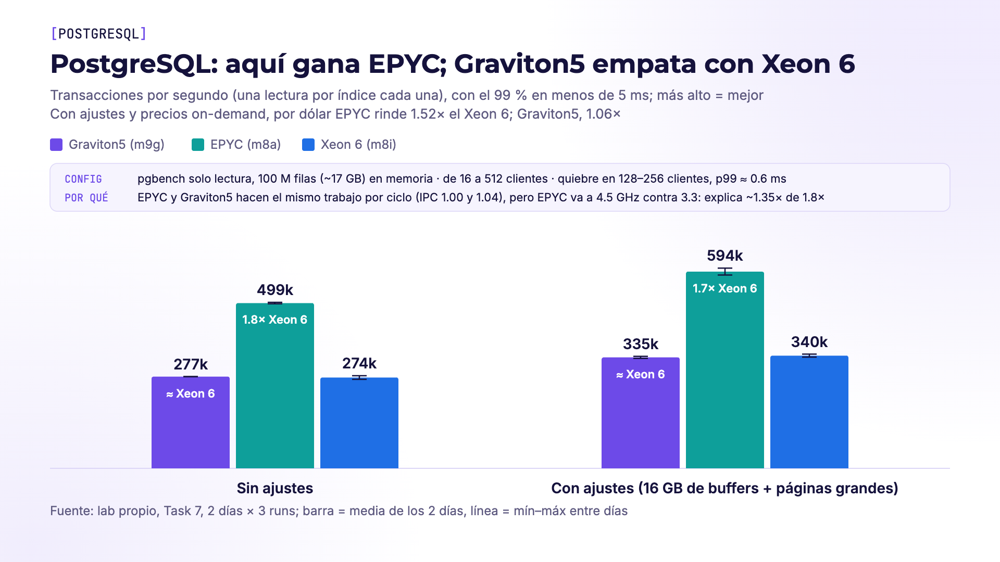 [POSTGRESQL]
PostgreSQL: aquí gana EPYC; Graviton5 empata con Xeon 6
Transacciones por segundo (una lectura por índice cada una), con el 99 % en menos de 5 ms; más alto = mejor
Con ajustes y precios on-demand, por dólar EPYC rinde 1.52× el Xeon 6; Graviton5, 1.06×
Graviton5 (m9g) EPYC (m8a) Xeon 6 (m8i)
CONFIG pgbench solo lectura, 100 M filas (~17 GB) en memoria · de 16 a 512 clientes · quiebre en 128–256 clientes, p99 ≈ 0.6 ms
POR QUÉ EPYC y Graviton5 hacen el mismo trabajo por ciclo (IPC 1.00 y 1.04), pero EPYC va a 4.5 GHz contra 3.3: explica ~1.35× de 1.8×
277k
≈ Xeon 6
499k
1.8× Xeon 6
274k
335k
≈ Xeon 6
594k
1.7× Xeon 6
340k
Sin ajustes
Con ajustes (16 GB de buffers + páginas grandes)
Fuente: lab propio, Task 7, 2 días × 3 runs; barra = media de los 2 días, línea = mín–máx entre días